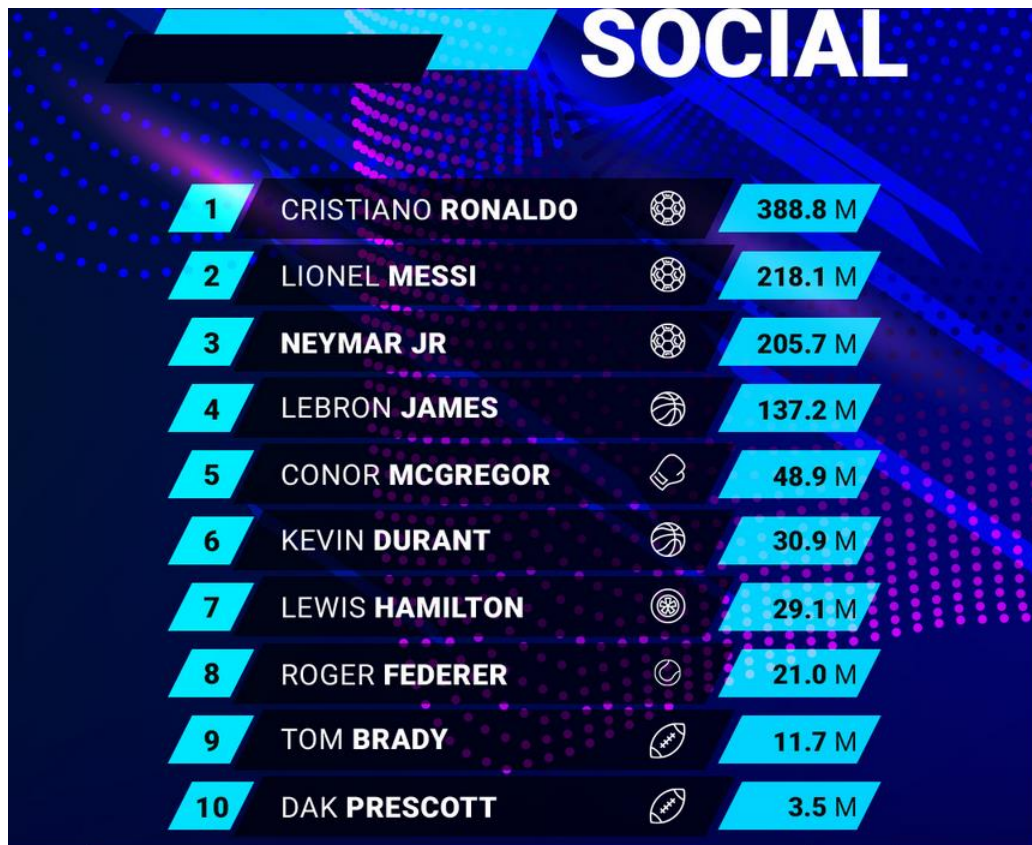 SOCIAL
1 CRISTIANO RONALDO 388.8 M
2 LIONEL MESSI 218.1 M
3 NEYMAR JR 205.7 M
4 LEBRON JAMES 137.2 M
5 CONOR MCGREGOR 48.9 M
6 KEVIN DURANT 30.9 M
7 LEWIS HAMILTON 29.1 M
8 ROGER FEDERER 21.0 M
9 TOM BRADY 11.7 M
10 DAK PRESCOTT 3.5 M